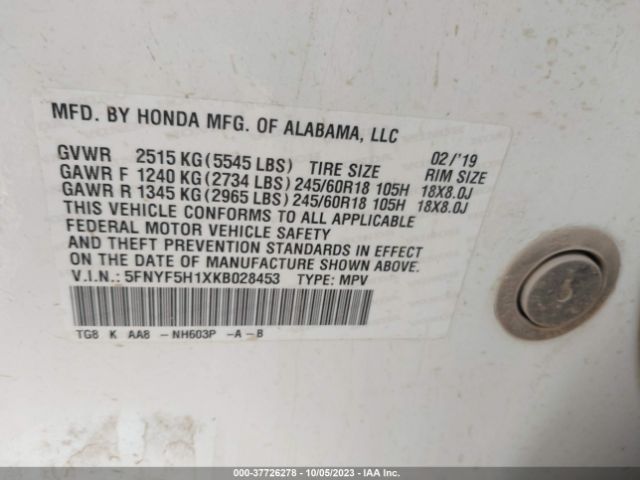 MFD. BY HONDA MFG. OF ALABAMA, LLC
GVWR 2515 KG (5545 LBS) TIRE SIZE 02/'19 RIM SIZE
GAWR F 1240 KG (2734 LBS) 245/60R18 105H 18X8.0J
GAWR R 1345 KG (2965 LBS) 245/60R18 105H 18X8.0J
THIS VEHICLE CONFORMS TO ALL APPLICABLE
FEDERAL MOTOR VEHICLE SAFETY
AND THEFT PREVENTION STANDARDS IN EFFECT
ON THE DATE OF MANUFACTURE SHOWN ABOVE.
V.I.N.: 5FNYF5H1XKB028453 TYPE: MPV
TG8 K AA8 - NH603P -A -B
000-37726278 - 10/05/2023 - IAA Inc.